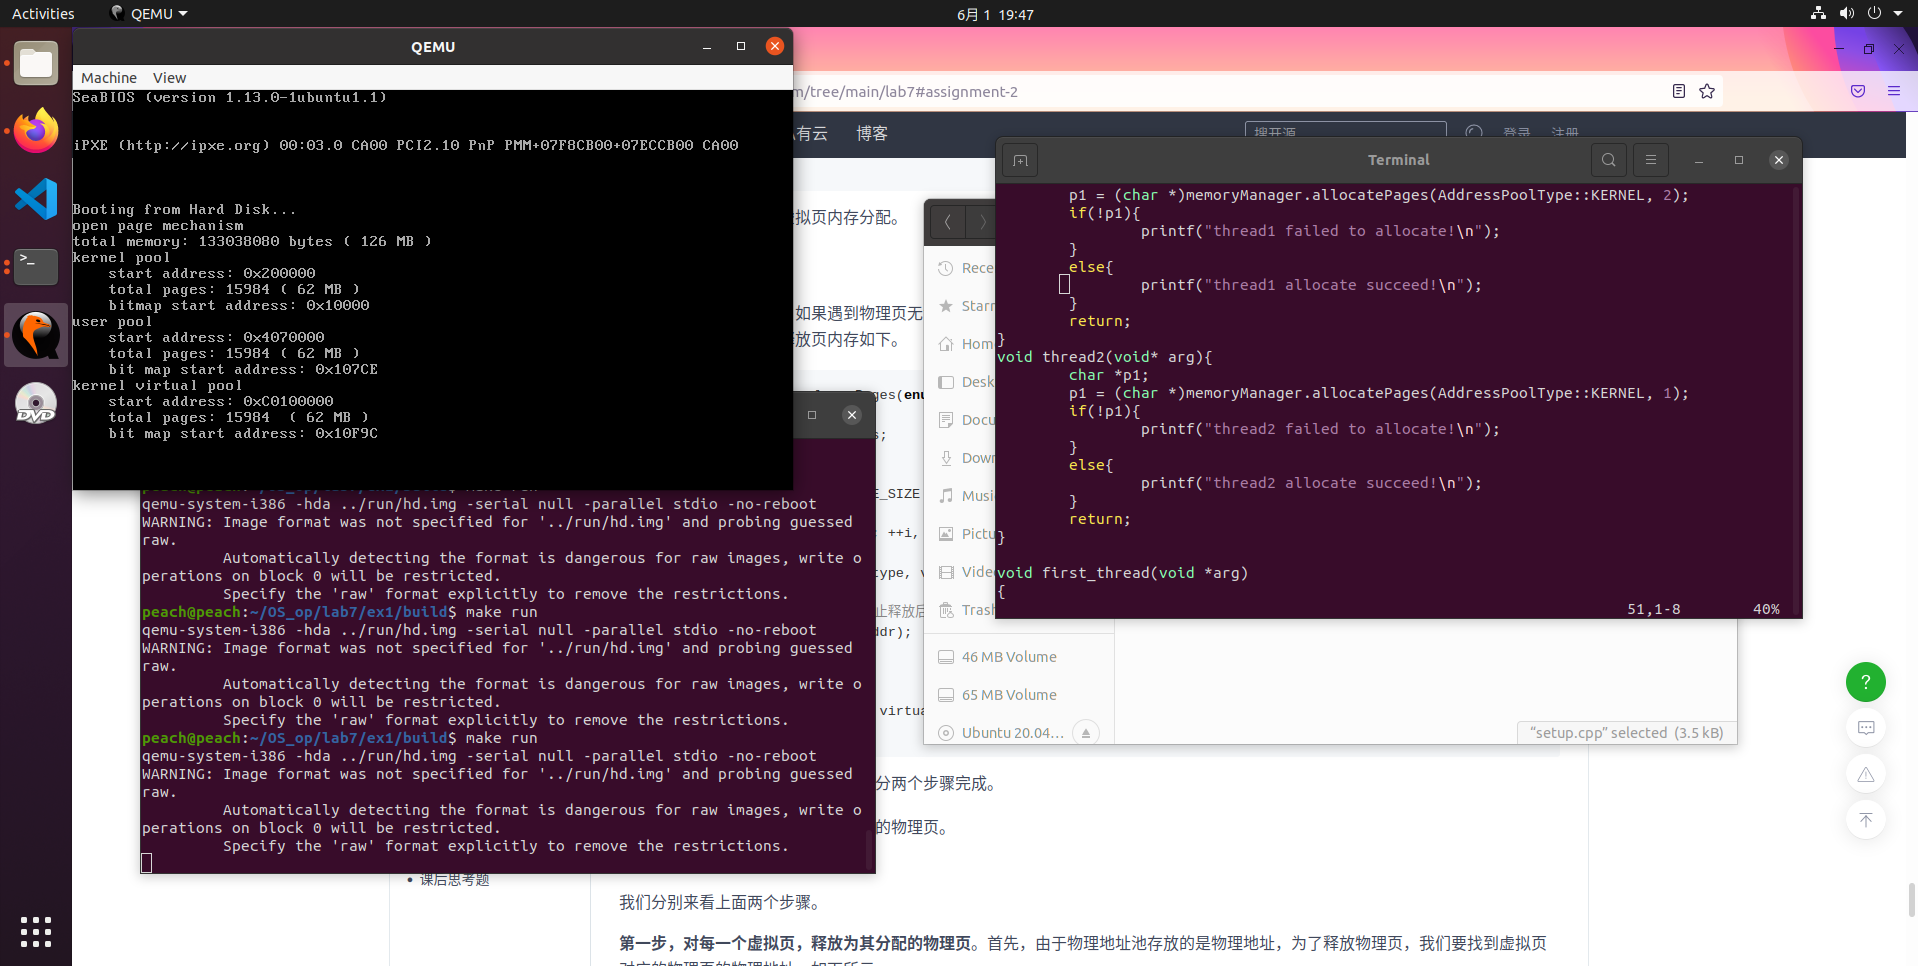 Activities
QEMU
6月 1 19:47
QEMU
Machine View
SeaBIOS (version 1.13.0-1ubuntu1.1)
iPXE (http://ipxe.org) 00:03.0 CA00 PCI2.10 PnP PMM+07F8CB00+07ECCB00 CA00
Booting from Hard Disk...
open page mechanism
total memory: 133038080 bytes ( 126 MB )
kernel pool
start address: 0x200000
total pages: 15984 ( 62 MB )
bitmap start address: 0x10000
user pool
start address: 0x4070000
total pages: 15984 ( 62 MB )
bit map start address: 0x107CE
kernel virtual pool
start address: 0xC0100000
total pages: 15984 ( 62 MB )
bit map start address: 0x10F9C
m/tree/main/lab7#assignment-2
有云 博客
搜开源
登录 注册
拟页内存分配。
如果遇到物理页无
放页内存如下。
ges(enu
s;
E_SIZE
++i,
type, v
止释放后
ddr);
virtua
qemu-system-i386 -hda ../run/hd.img -serial null -parallel stdio -no-reboot
WARNING: Image format was not specified for '../run/hd.img' and probing guessed
raw.
Automatically detecting the format is dangerous for raw images, write o
perations on block 0 will be restricted.
Specify the 'raw' format explicitly to remove the restrictions.
peach@peach:~/OS_op/lab7/ex1/build$ make run
qemu-system-i386 -hda ../run/hd.img -serial null -parallel stdio -no-reboot
WARNING: Image format was not specified for '../run/hd.img' and probing guessed
raw.
Automatically detecting the format is dangerous for raw images, write o
perations on block 0 will be restricted.
Specify the 'raw' format explicitly to remove the restrictions.
peach@peach:~/OS_op/lab7/ex1/build$ make run
qemu-system-i386 -hda ../run/hd.img -serial null -parallel stdio -no-reboot
WARNING: Image format was not specified for '../run/hd.img' and probing guessed
raw.
Automatically detecting the format is dangerous for raw images, write o
perations on block 0 will be restricted.
Specify the 'raw' format explicitly to remove the restrictions.
Rece
Starr
Hom
Desk
Docu
Down
Musi
Pictu
Vide
Trash
46 MB Volume
65 MB Volume
Ubuntu 20.04…
“setup.cpp” selected (3.5 kB)
Terminal
p1 = (char *)memoryManager.allocatePages(AddressPoolType::KERNEL, 2);
if(!p1){
printf("thread1 failed to allocate!\n");
}
else{
printf("thread1 allocate succeed!\n");
}
return;
}
void thread2(void* arg){
char *p1;
p1 = (char *)memoryManager.allocatePages(AddressPoolType::KERNEL, 1);
if(!p1){
printf("thread2 failed to allocate!\n");
}
else{
printf("thread2 allocate succeed!\n");
}
return;
}
void first_thread(void *arg)
{
51,1-8 40%
分两个步骤完成。
的物理页。
课后思考题
我们分别来看上面两个步骤。
第一步，对每一个虚拟页，释放为其分配的物理页。首先，由于物理地址池存放的是物理地址，为了释放物理页，我们要找到虚拟页